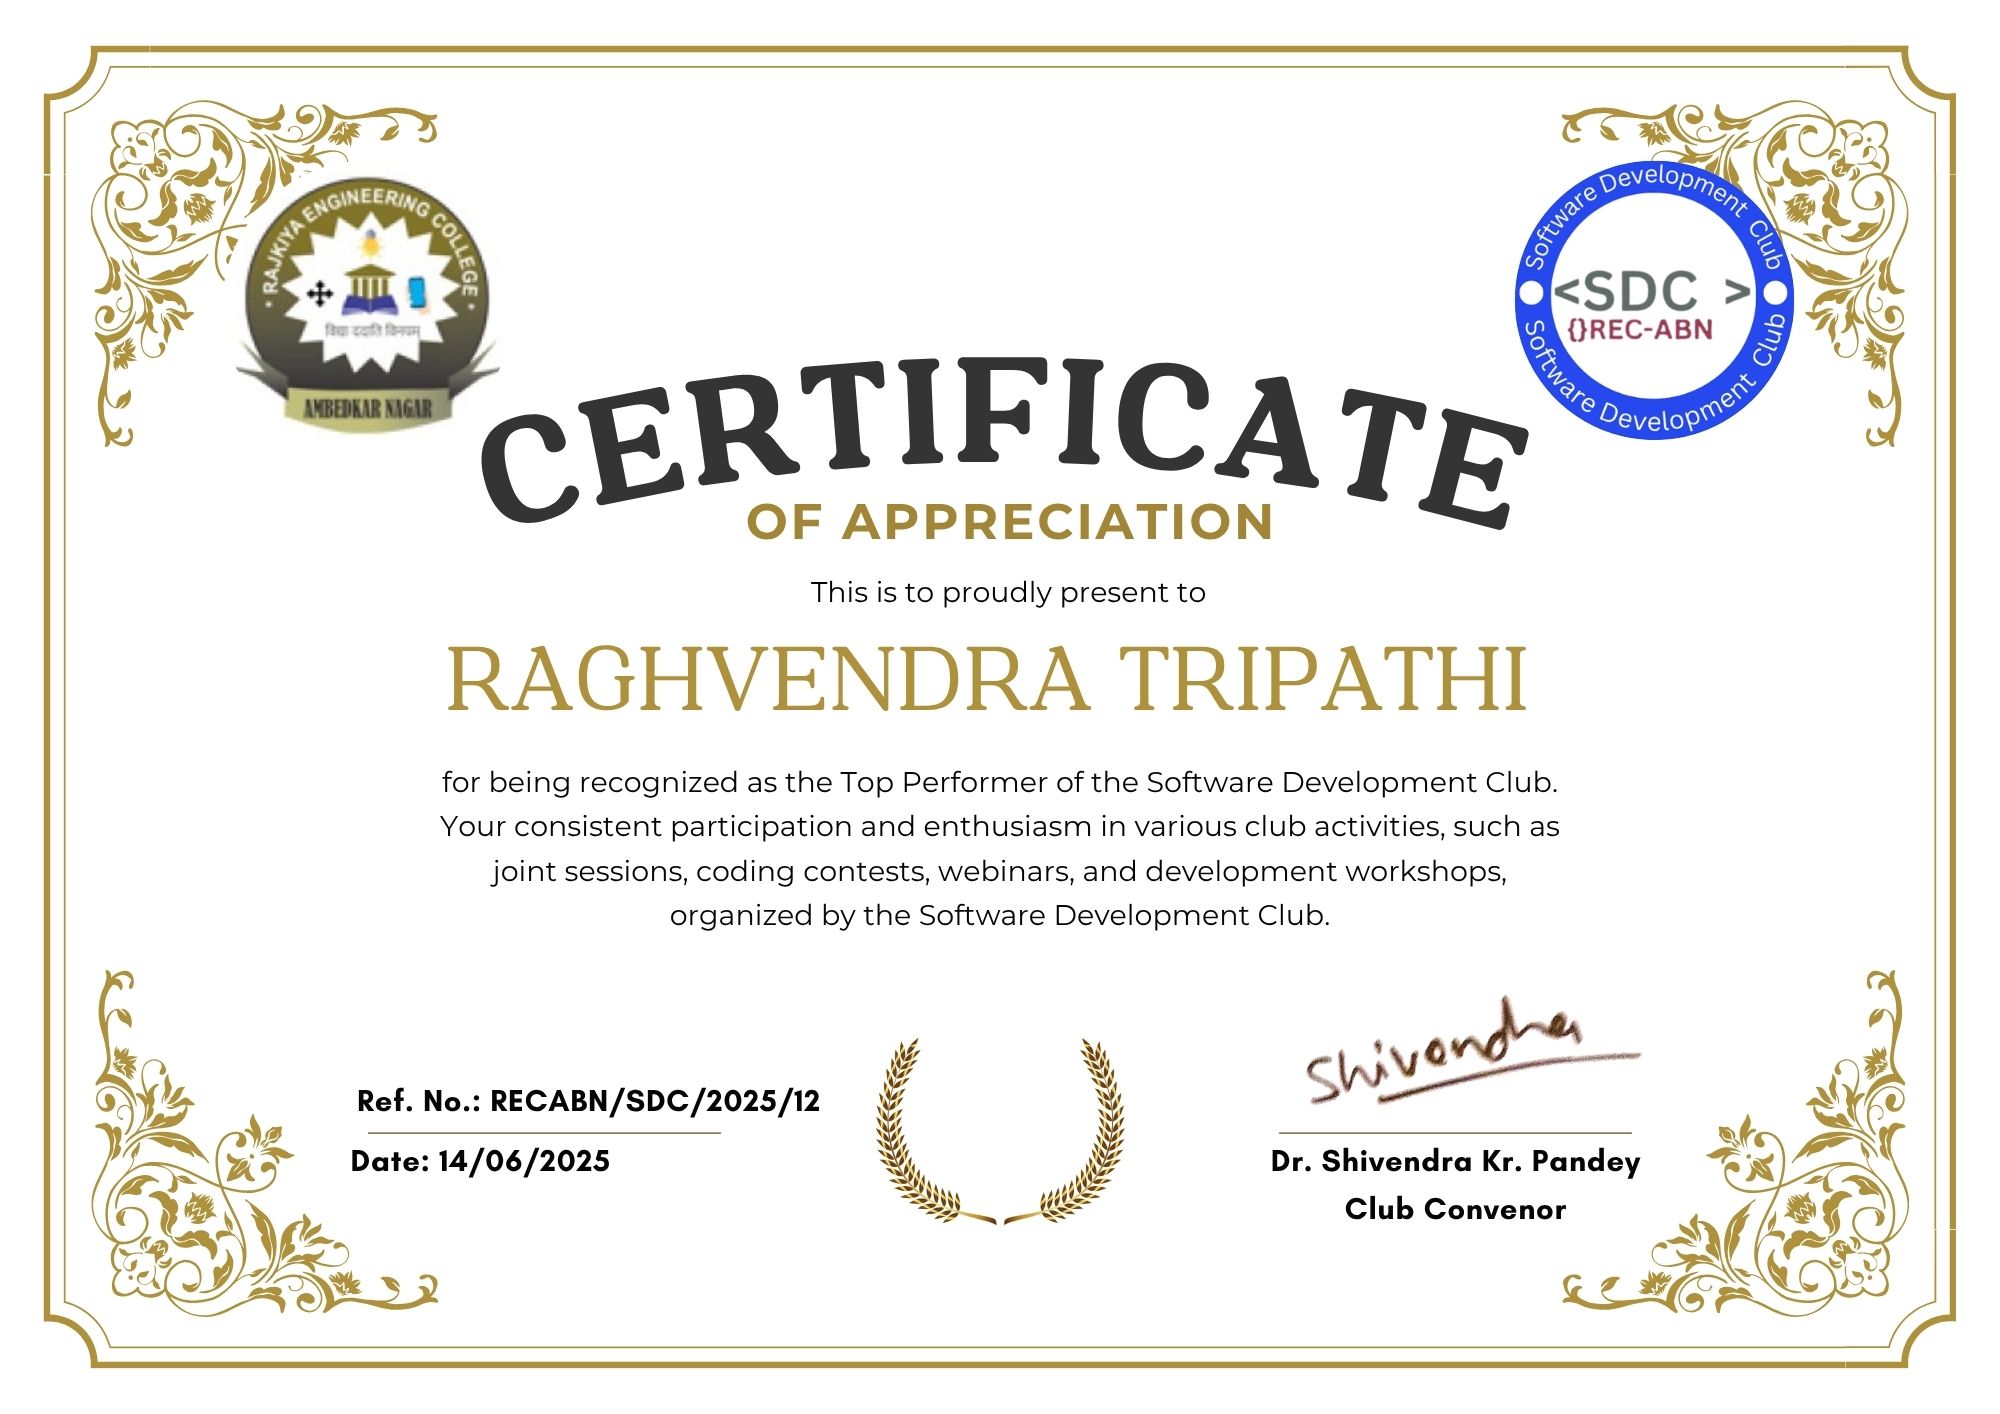 • RAJKIYA ENGINEERING COLLEGE •
विद्या ददाति विनयम्
AMBEDKAR NAGAR
Software Development Club
<SDC >
{}REC-ABN
Software Development Club
CERTIFICATE
OF APPRECIATION
This is to proudly present to
RAGHVENDRA TRIPATHI
for being recognized as the Top Performer of the Software Development Club.
Your consistent participation and enthusiasm in various club activities, such as
joint sessions, coding contests, webinars, and development workshops,
organized by the Software Development Club.
Shivendra
Ref. No.: RECABN/SDC/2025/12
Date: 14/06/2025
Dr. Shivendra Kr. Pandey
Club Convenor